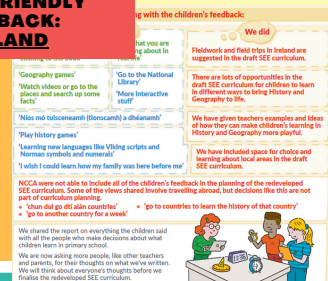 RIENDLY
BACK:
LAND
ng with the children's feedback:
hat you are
ng about in
We did
Fieldwork and field trips in Ireland are
suggested in the draft SEE curriculum.
'Geography games'
'Watch videos or go to the
places and search up some
facts'
'Go to the National
Library'
'More interactive
stuff'
There are lots of opportunities in the
draft SEE curriculum for children to learn
in different ways to bring History and
Geography to life.
'Níos mó tuisceanaimh (tionscaimh) a dhéanamh'
We have given teachers examples and ideas
of how they can make children's learning in
History and Geography more playful.
'Play history games'
'Learning new languages like Viking scripts and
Norman symbols and numerals'
'I wish I could learn how my family was here before me'
We have included space for choice and
learning about local areas in the draft
SEE curriculum.
NCCA were not able to include all of the children's feedback in the planning of the redeveloped
SEE curriculum. Some of the views shared involve travelling abroad, but decisions like this are not
part of curriculum planning.
• 'chun dul go dtí aláin countries'
• 'go to countries to learn the history of that country'
• 'go to another country for a week'
We shared the report on everything the children said
with all the people who make decisions about what
children learn in primary school.
We are now asking more people, like other teachers
and parents, for their thoughts on what we've written.
We will think about everyone's thoughts before we
finalise the redeveloped SEE curriculum.